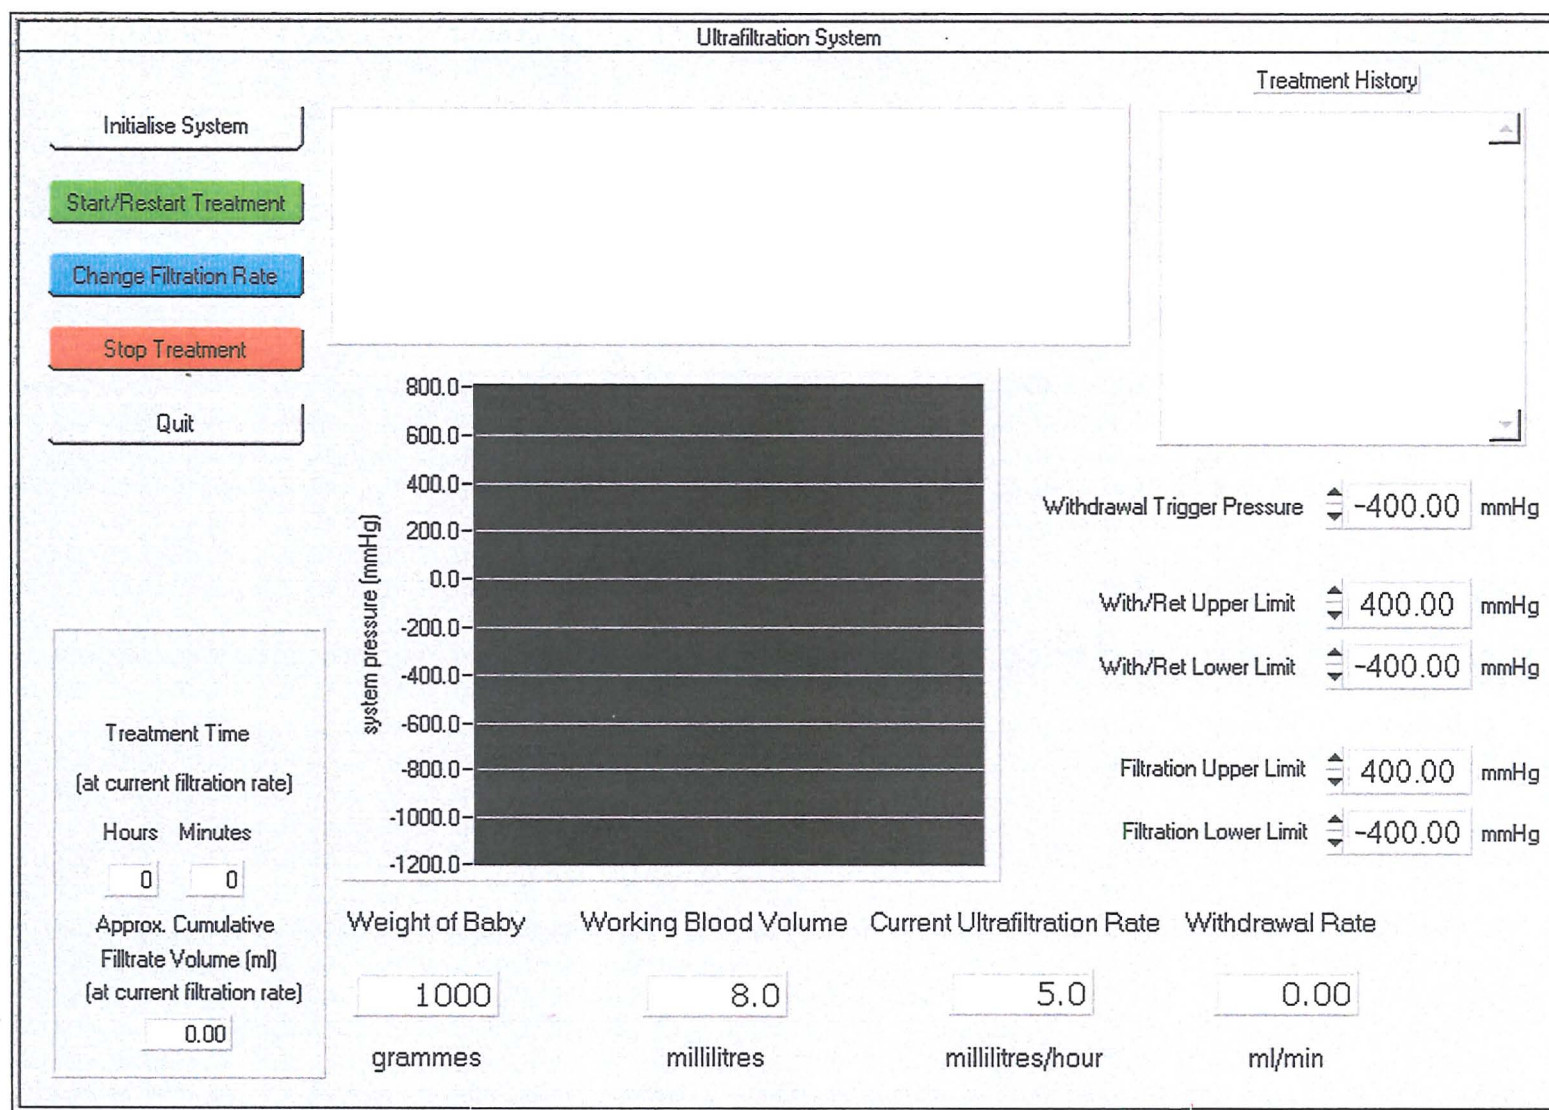 Ultrafiltration System
Initialise System
Start/Restart Treatment
Change Filtration Rate
Stop Treatment
Quit
Treatment History
800.0
600.0
400.0
200.0
0.0
-200.0
-400.0
-600.0
-800.0
-1000.0
-1200.0
system pressure (mmHg)
Withdrawal Trigger Pressure -400.00 mmHg
With/Ret Upper Limit 400.00 mmHg
With/Ret Lower Limit -400.00 mmHg
Filtration Upper Limit 400.00 mmHg
Filtration Lower Limit -400.00 mmHg
Treatment Time
(at current filtration rate)
Hours Minutes
0 0
Approx. Cumulative
Filltrate Volume (ml)
(at current filtration rate)
0.00
Weight of Baby
1000
grammes
Working Blood Volume
8.0
millilitres
Current Ultrafiltration Rate
5.0
millilitres/hour
Withdrawal Rate
0.00
ml/min